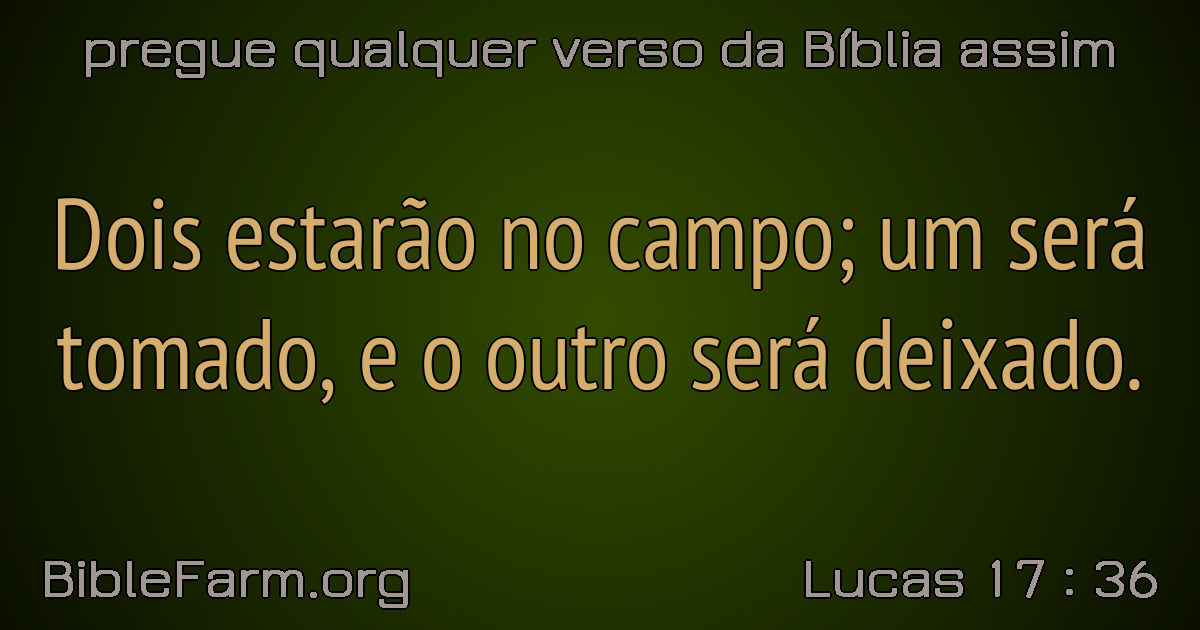 pregue qualquer verso da Bíblia assim
Dois estarão no campo; um será
tomado, e o outro será deixado.
BibleFarm.org
Lucas 17 : 36